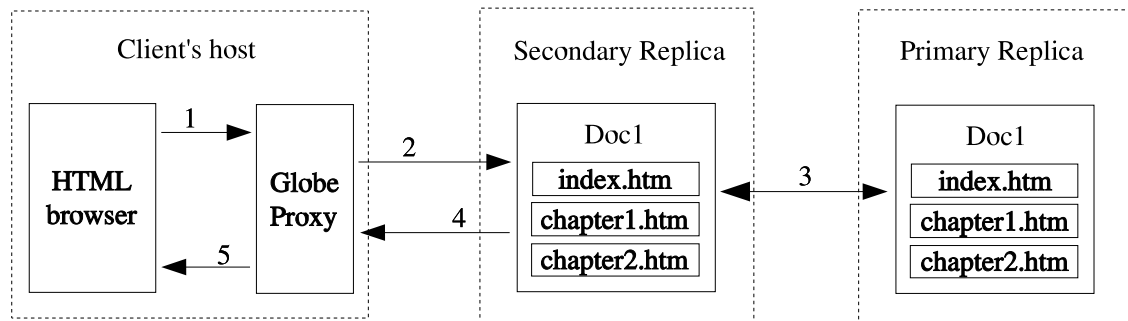 Client's host
Secondary Replica
Primary Replica
HTML
browser
1
5
Globe
Proxy
2
4
Doc1
index.htm
chapter1.htm
chapter2.htm
3
Doc1
index.htm
chapter1.htm
chapter2.htm